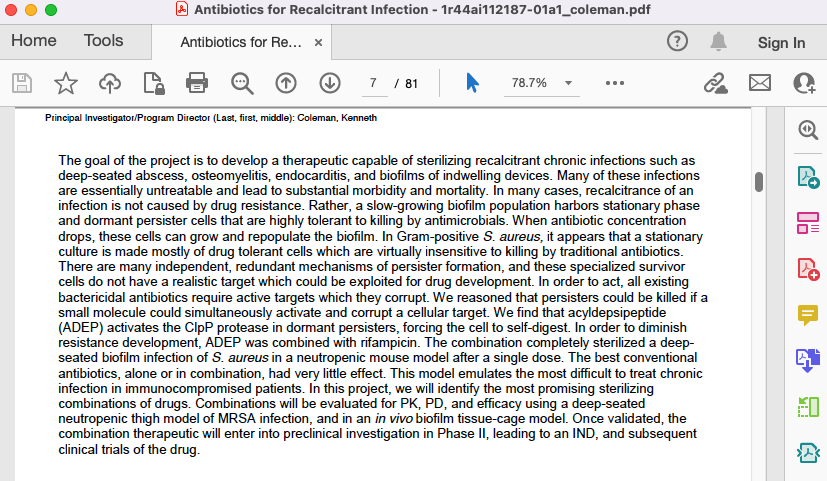 Antibiotics for Recalcitrant Infection - 1r44ai112187-01a1_coleman.pdf
Home Tools Antibiotics for Re... × Sign In
7 / 81 78.7%
Principal Investigator/Program Director (Last, first, middle): Coleman, Kenneth
The goal of the project is to develop a therapeutic capable of sterilizing recalcitrant chronic infections such as
deep-seated abscess, osteomyelitis, endocarditis, and biofilms of indwelling devices. Many of these infections
are essentially untreatable and lead to substantial morbidity and mortality. In many cases, recalcitrance of an
infection is not caused by drug resistance. Rather, a slow-growing biofilm population harbors stationary phase
and dormant persister cells that are highly tolerant to killing by antimicrobials. When antibiotic concentration
drops, these cells can grow and repopulate the biofilm. In Gram-positive S. aureus, it appears that a stationary
culture is made mostly of drug tolerant cells which are virtually insensitive to killing by traditional antibiotics.
There are many independent, redundant mechanisms of persister formation, and these specialized survivor
cells do not have a realistic target which could be exploited for drug development. In order to act, all existing
bactericidal antibiotics require active targets which they corrupt. We reasoned that persisters could be killed if a
small molecule could simultaneously activate and corrupt a cellular target. We find that acyldepsipeptide
(ADEP) activates the ClpP protease in dormant persisters, forcing the cell to self-digest. In order to diminish
resistance development, ADEP was combined with rifampicin. The combination completely sterilized a deep-
seated biofilm infection of S. aureus in a neutropenic mouse model after a single dose. The best conventional
antibiotics, alone or in combination, had very little effect. This model emulates the most difficult to treat chronic
infection in immunocompromised patients. In this project, we will identify the most promising sterilizing
combinations of drugs. Combinations will be evaluated for PK, PD, and efficacy using a deep-seated
neutropenic thigh model of MRSA infection, and in an in vivo biofilm tissue-cage model. Once validated, the
combination therapeutic will enter into preclinical investigation in Phase II, leading to an IND, and subsequent
clinical trials of the drug.